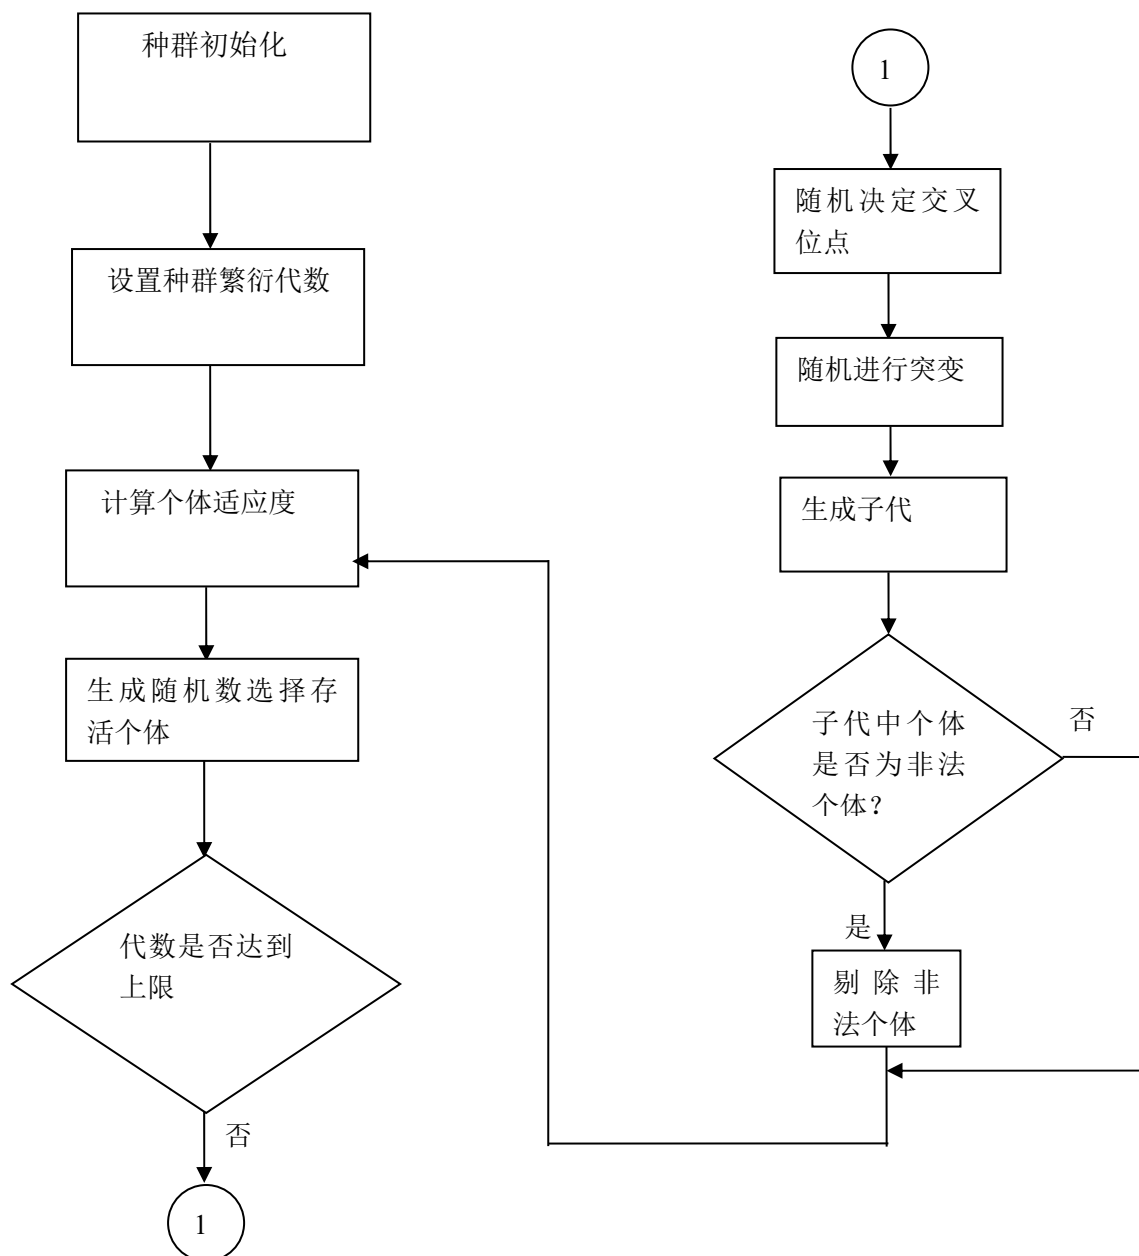 种群初始化
设置种群繁衍代数
计算个体适应度
生成随机数选择存
活个体
代数是否达到
上限
否
1
1
随机决定交叉
位点
随机进行突变
生成子代
子代中个体
是否为非法
个体?
否
是
剔除非
法个体